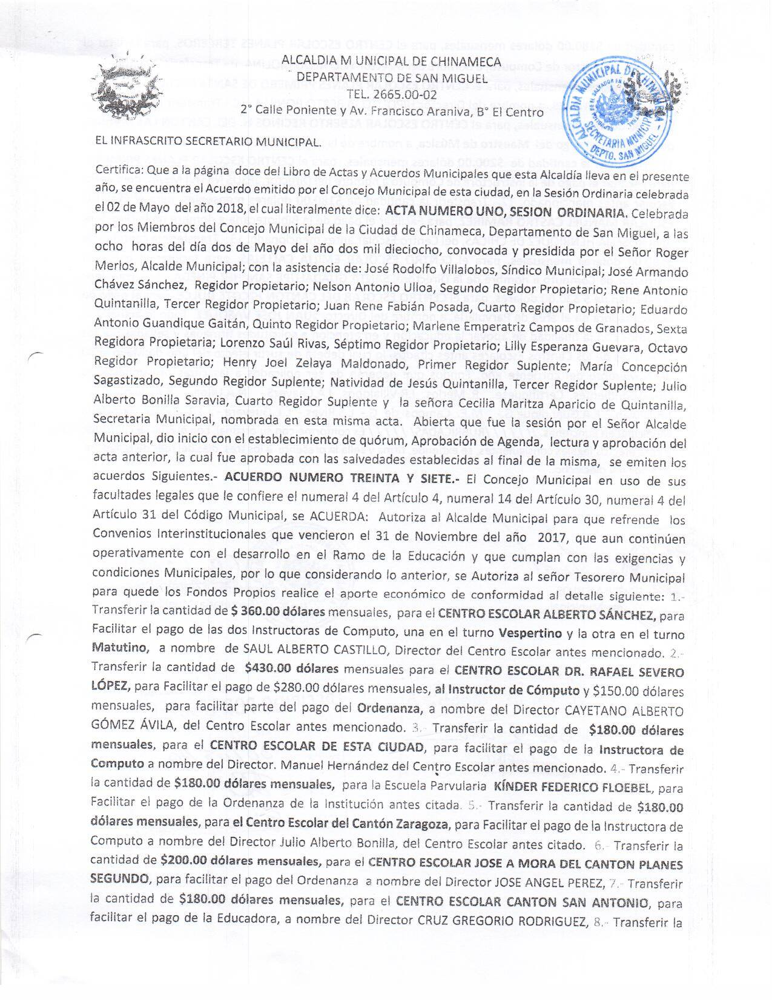 ALCALDIA M UNICIPAL DE CHINAMECA
DEPARTAMENTO DE SAN MIGUEL
TEL. 2665.00-02
2° Calle Poniente y Av. Francisco Araniva, B° El Centro
ALCALDIA MUNICIPAL DE CHINAMECA
SECRETARIA MUNICIPAL
DEPTO. SAN MIGUEL
EL INFRASCRITO SECRETARIO MUNICIPAL.
Certifica: Que a la página doce del Libro de Actas y Acuerdos Municipales que esta Alcaldía lleva en el presente
año, se encuentra el Acuerdo emitido por el Concejo Municipal de esta ciudad, en la Sesión Ordinaria celebrada
el 02 de Mayo del año 2018, el cual literalmente dice: ACTA NUMERO UNO, SESION ORDINARIA. Celebrada
por los Miembros del Concejo Municipal de la Ciudad de Chinameca, Departamento de San Miguel, a las
ocho horas del día dos de Mayo del año dos mil dieciocho, convocada y presidida por el Señor Roger
Merlos, Alcalde Municipal; con la asistencia de: José Rodolfo Villalobos, Síndico Municipal; José Armando
Chávez Sánchez, Regidor Propietario; Nelson Antonio Ulloa, Segundo Regidor Propietario; Rene Antonio
Quintanilla, Tercer Regidor Propietario; Juan Rene Fabián Posada, Cuarto Regidor Propietario; Eduardo
Antonio Guandique Gaitán, Quinto Regidor Propietario; Marlene Emperatriz Campos de Granados, Sexta
Regidora Propietaria; Lorenzo Saúl Rivas, Séptimo Regidor Propietario; Lilly Esperanza Guevara, Octavo
Regidor Propietario; Henry Joel Zelaya Maldonado, Primer Regidor Suplente; María Concepción
Sagastizado, Segundo Regidor Suplente; Natividad de Jesús Quintanilla, Tercer Regidor Suplente; Julio
Alberto Bonilla Saravia, Cuarto Regidor Suplente y la señora Cecilia Maritza Aparicio de Quintanilla,
Secretaria Municipal, nombrada en esta misma acta. Abierta que fue la sesión por el Señor Alcalde
Municipal, dio inicio con el establecimiento de quórum, Aprobación de Agenda, lectura y aprobación del
acta anterior, la cual fue aprobada con las salvedades establecidas al final de la misma, se emiten los
acuerdos Siguientes.- ACUERDO NUMERO TREINTA Y SIETE.- El Concejo Municipal en uso de sus
facultades legales que le confiere el numeral 4 del Artículo 4, numeral 14 del Artículo 30, numeral 4 del
Artículo 31 del Código Municipal, se ACUERDA: Autoriza al Alcalde Municipal para que refrende los
Convenios Interinstitucionales que vencieron el 31 de Noviembre del año 2017, que aun continúen
operativamente con el desarrollo en el Ramo de la Educación y que cumplan con las exigencias y
condiciones Municipales, por lo que considerando lo anterior, se Autoriza al señor Tesorero Municipal
para quede los Fondos Propios realice el aporte económico de conformidad al detalle siguiente: 1.-
Transferir la cantidad de $ 360.00 dólares mensuales, para el CENTRO ESCOLAR ALBERTO SÁNCHEZ, para
Facilitar el pago de las dos Instructoras de Computo, una en el turno Vespertino y la otra en el turno
Matutino, a nombre de SAUL ALBERTO CASTILLO, Director del Centro Escolar antes mencionado. 2.-
Transferir la cantidad de $430.00 dólares mensuales para el CENTRO ESCOLAR DR. RAFAEL SEVERO
LÓPEZ, para Facilitar el pago de $280.00 dólares mensuales, al Instructor de Cómputo y $150.00 dólares
mensuales, para facilitar parte del pago del Ordenanza, a nombre del Director CAYETANO ALBERTO
GÓMEZ ÁVILA, del Centro Escolar antes mencionado. 3.- Transferir la cantidad de $180.00 dólares
mensuales, para el CENTRO ESCOLAR DE ESTA CIUDAD, para facilitar el pago de la Instructora de
Computo a nombre del Director. Manuel Hernández del Centro Escolar antes mencionado. 4.- Transferir
la cantidad de $180.00 dólares mensuales, para la Escuela Parvularia KÍNDER FEDERICO FLOEBEL, para
Facilitar el pago de la Ordenanza de la institución antes citada. 5.- Transferir la cantidad de $180.00
dólares mensuales, para el Centro Escolar del Cantón Zaragoza, para Facilitar el pago de la Instructora de
Computo a nombre del Director Julio Alberto Bonilla, del Centro Escolar antes citado. 6.- Transferir la
cantidad de $200.00 dólares mensuales, para el CENTRO ESCOLAR JOSE A MORA DEL CANTON PLANES
SEGUNDO, para facilitar el pago del Ordenanza a nombre del Director JOSE ANGEL PEREZ, 7.- Transferir
la cantidad de $180.00 dólares mensuales, para el CENTRO ESCOLAR CANTON SAN ANTONIO, para
facilitar el pago de la Educadora, a nombre del Director CRUZ GREGORIO RODRIGUEZ, 8.- Transferir la